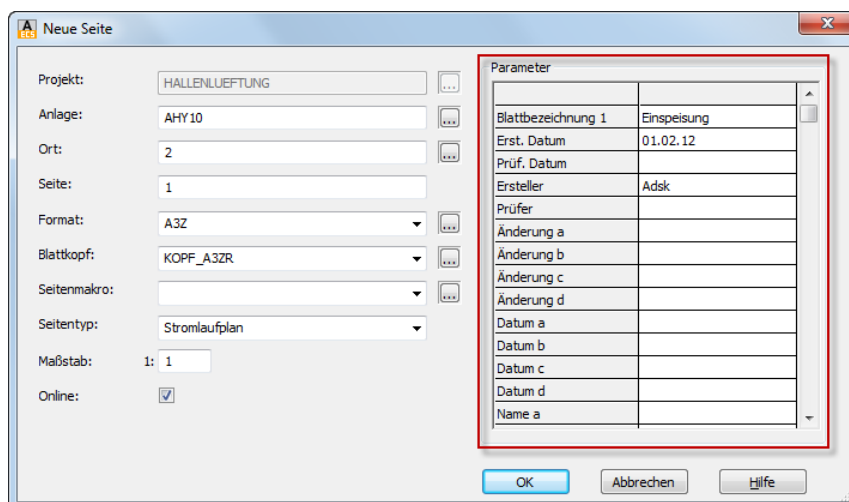 A
ECS
Neue Seite
Projekt: HALLENLUEFTUNG ...
Anlage: AHY10 ...
Ort: 2 ...
Seite: 1
Format: A3Z ...
Blattkopf: KOPF_A3ZR ...
Seitenmakro: ...
Seitentyp: Stromlaufplan
Maßstab: 1: 1
Online:
Parameter
Blattbezeichnung 1 Einspeisung
Erst. Datum 01.02.12
Prüf. Datum
Ersteller Adsk
Prüfer
Änderung a
Änderung b
Änderung c
Änderung d
Datum a
Datum b
Datum c
Datum d
Name a
OK Abbrechen Hilfe